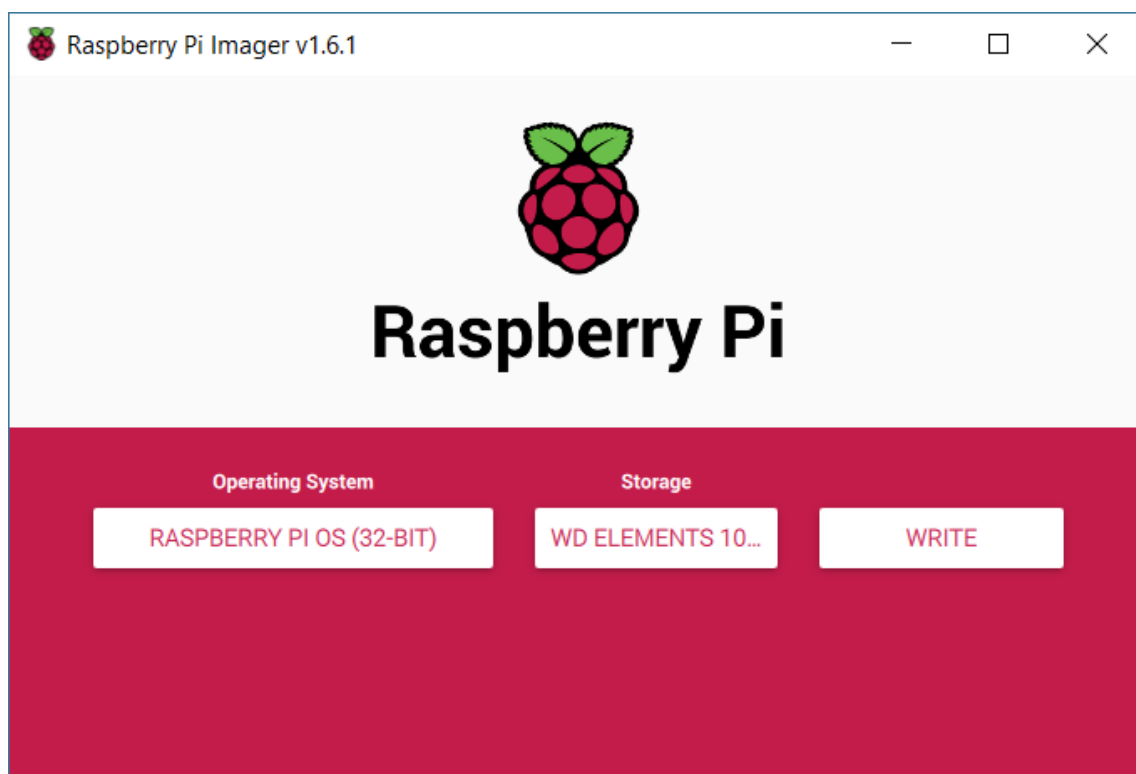 Raspberry Pi Imager v1.6.1
Raspberry Pi
Operating System
Storage
RASPBERRY PI OS (32-BIT)
WD ELEMENTS 10...
WRITE